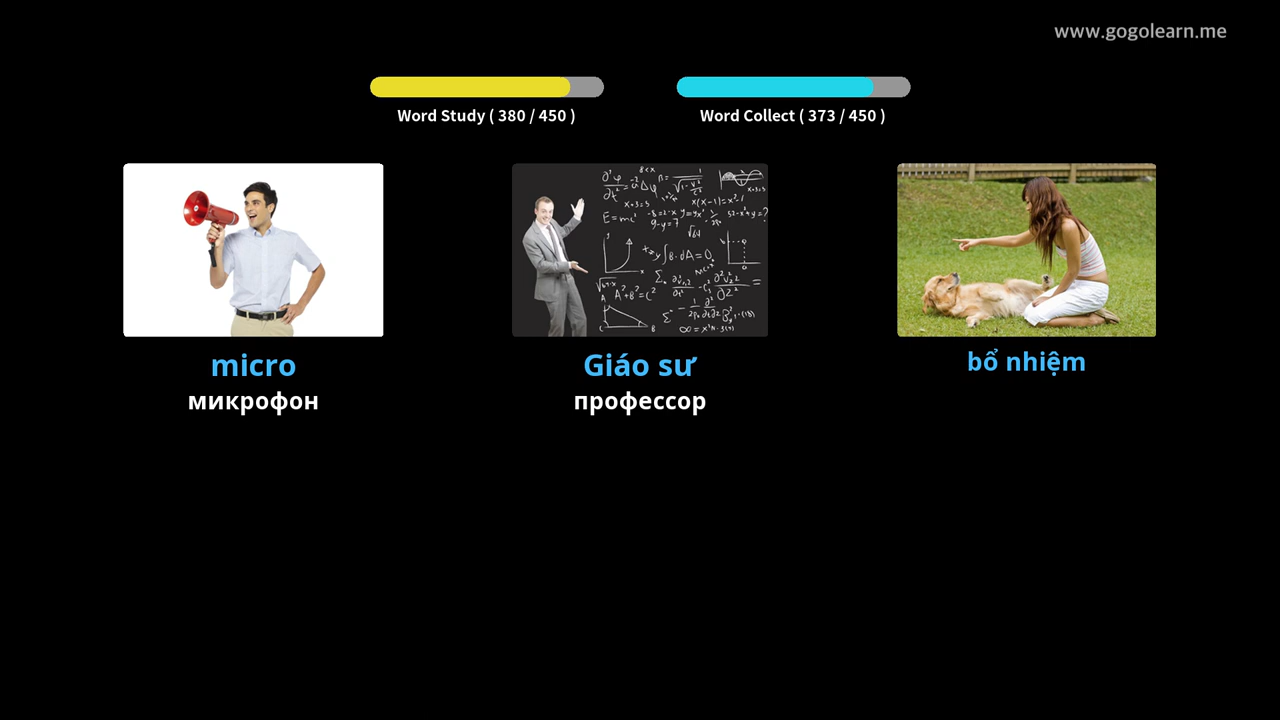 www.gogolearn.me
Word Study ( 380 / 450 )
Word Collect ( 373 / 450 )
micro
микрофон
Giáo sư
профессор
bổ nhiệm